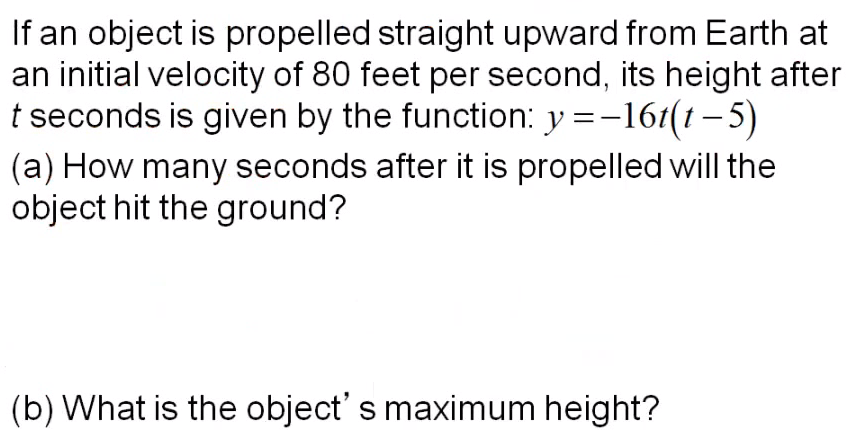 If an object is propelled straight upward from Earth at
an initial velocity of 80 feet per second, its height after
t seconds is given by the function: y = −16t(t − 5)
(a) How many seconds after it is propelled will the
object hit the ground?
(b) What is the object’ s maximum height?